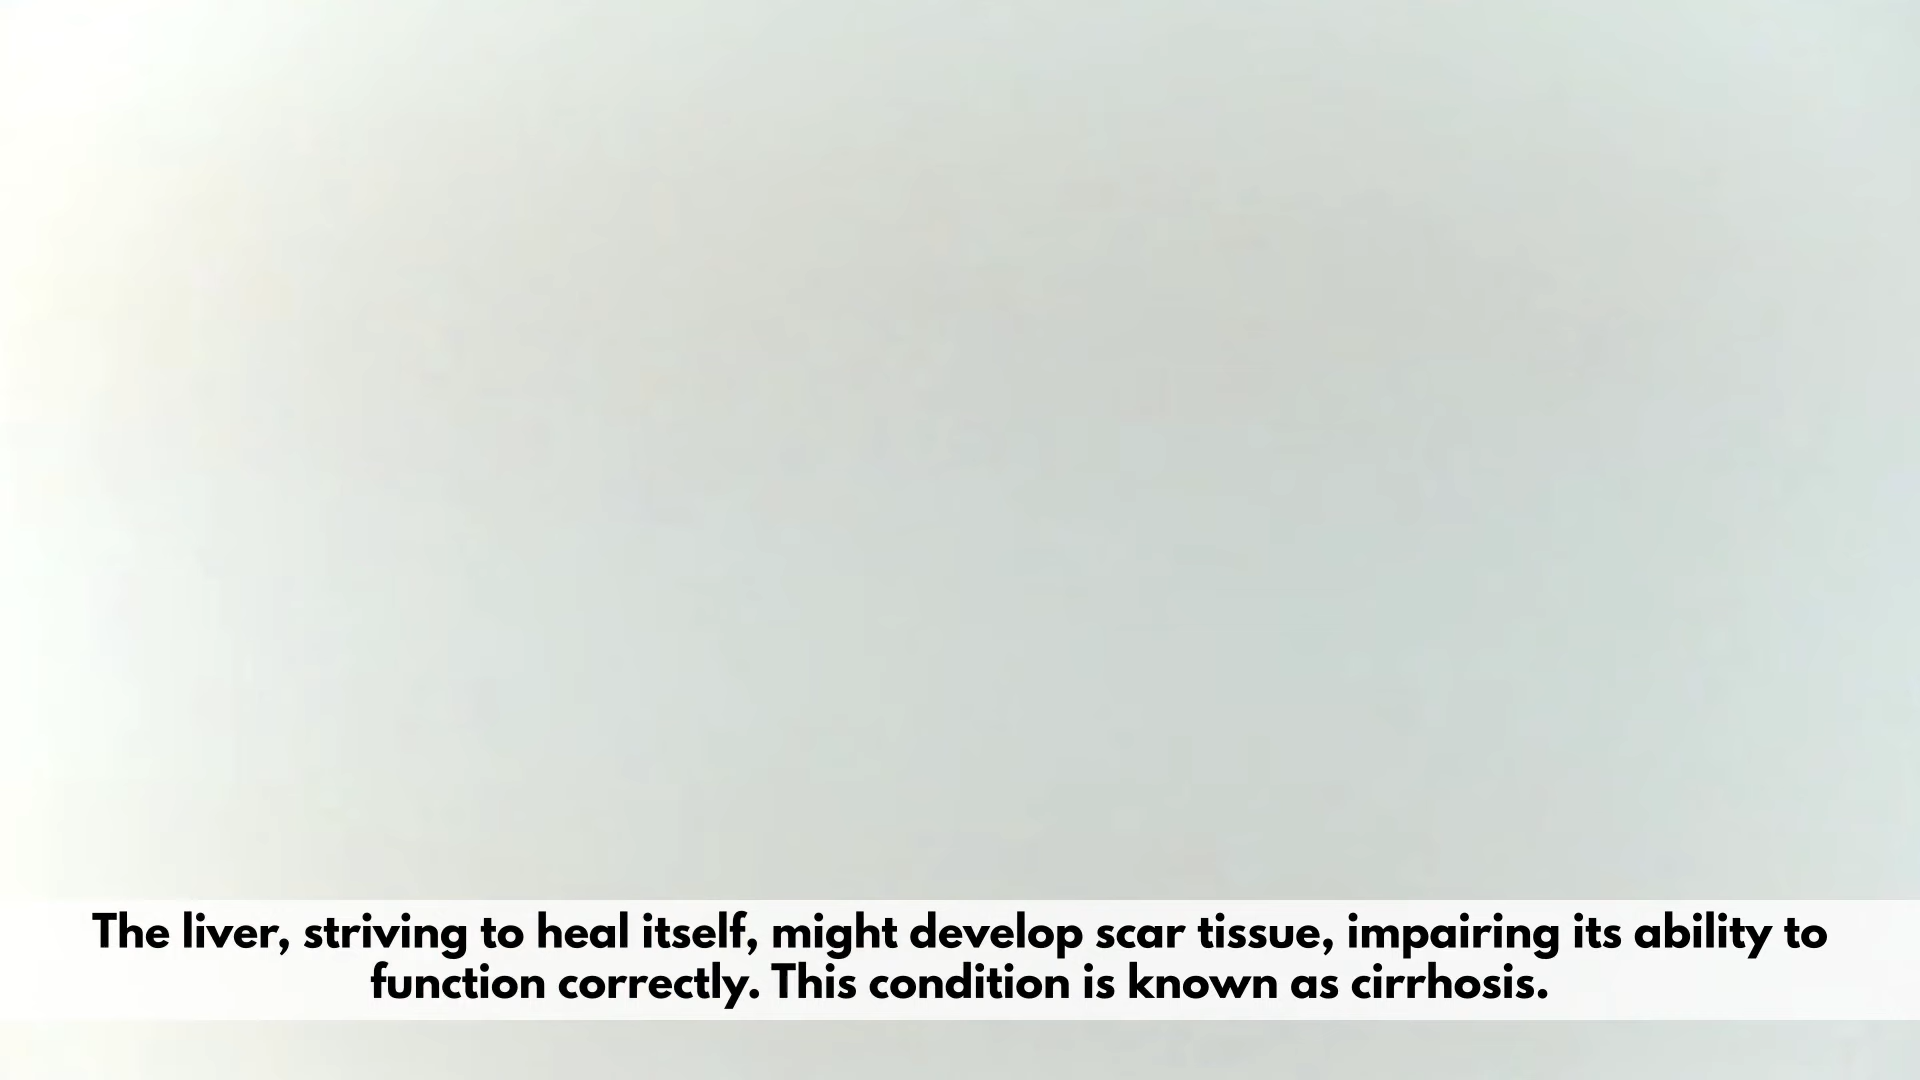 The liver, striving to heal itself, might develop scar tissue, impairing its ability to
function correctly. This condition is known as cirrhosis.